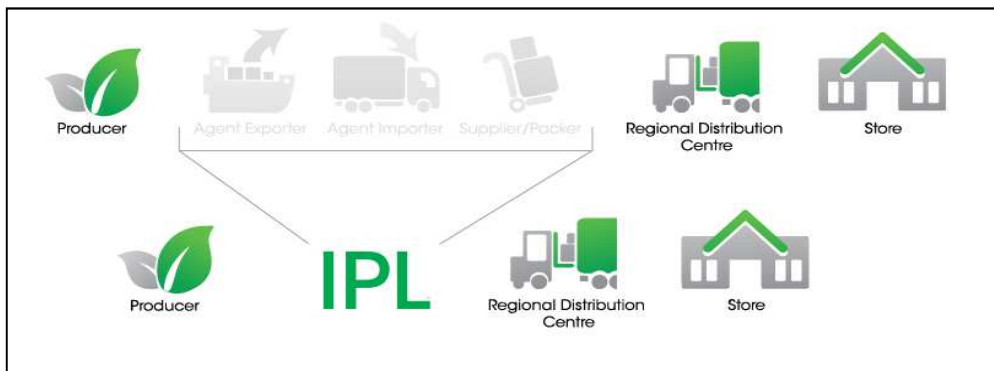 Producer
Agent Exporter
Agent Importer
Supplier/Packer
Regional Distribution
Centre
Store
Producer
IPL
Regional Distribution
Centre
Store